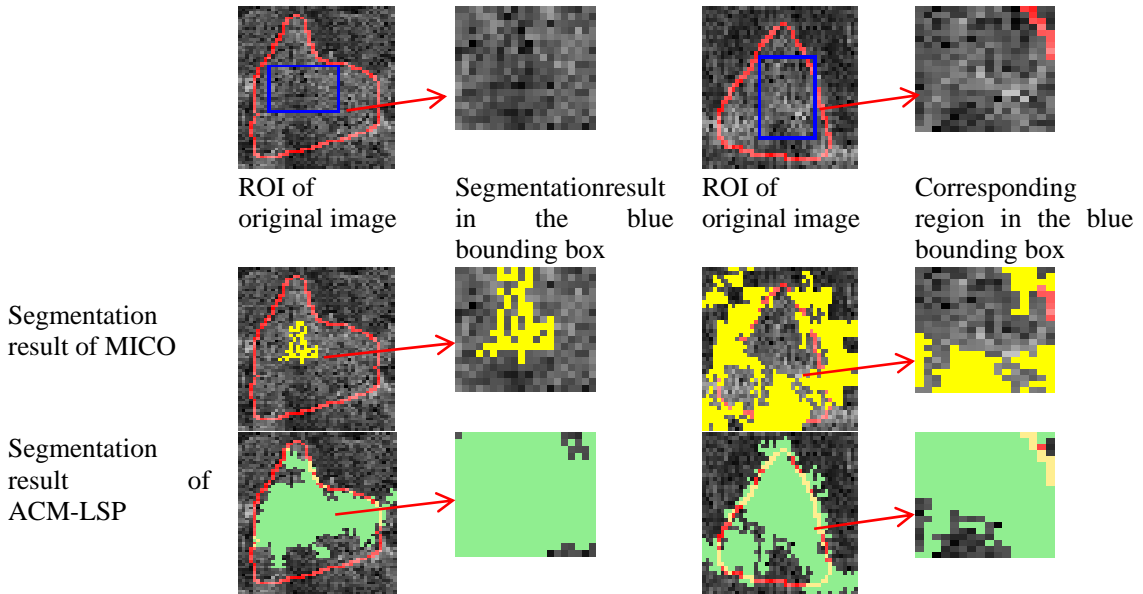 ROI of
original image
Segmentationresult
in the blue
bounding box
ROI of
original image
Corresponding
region in the blue
bounding box
Segmentation
result of MICO
Segmentation
result of
ACM-LSP